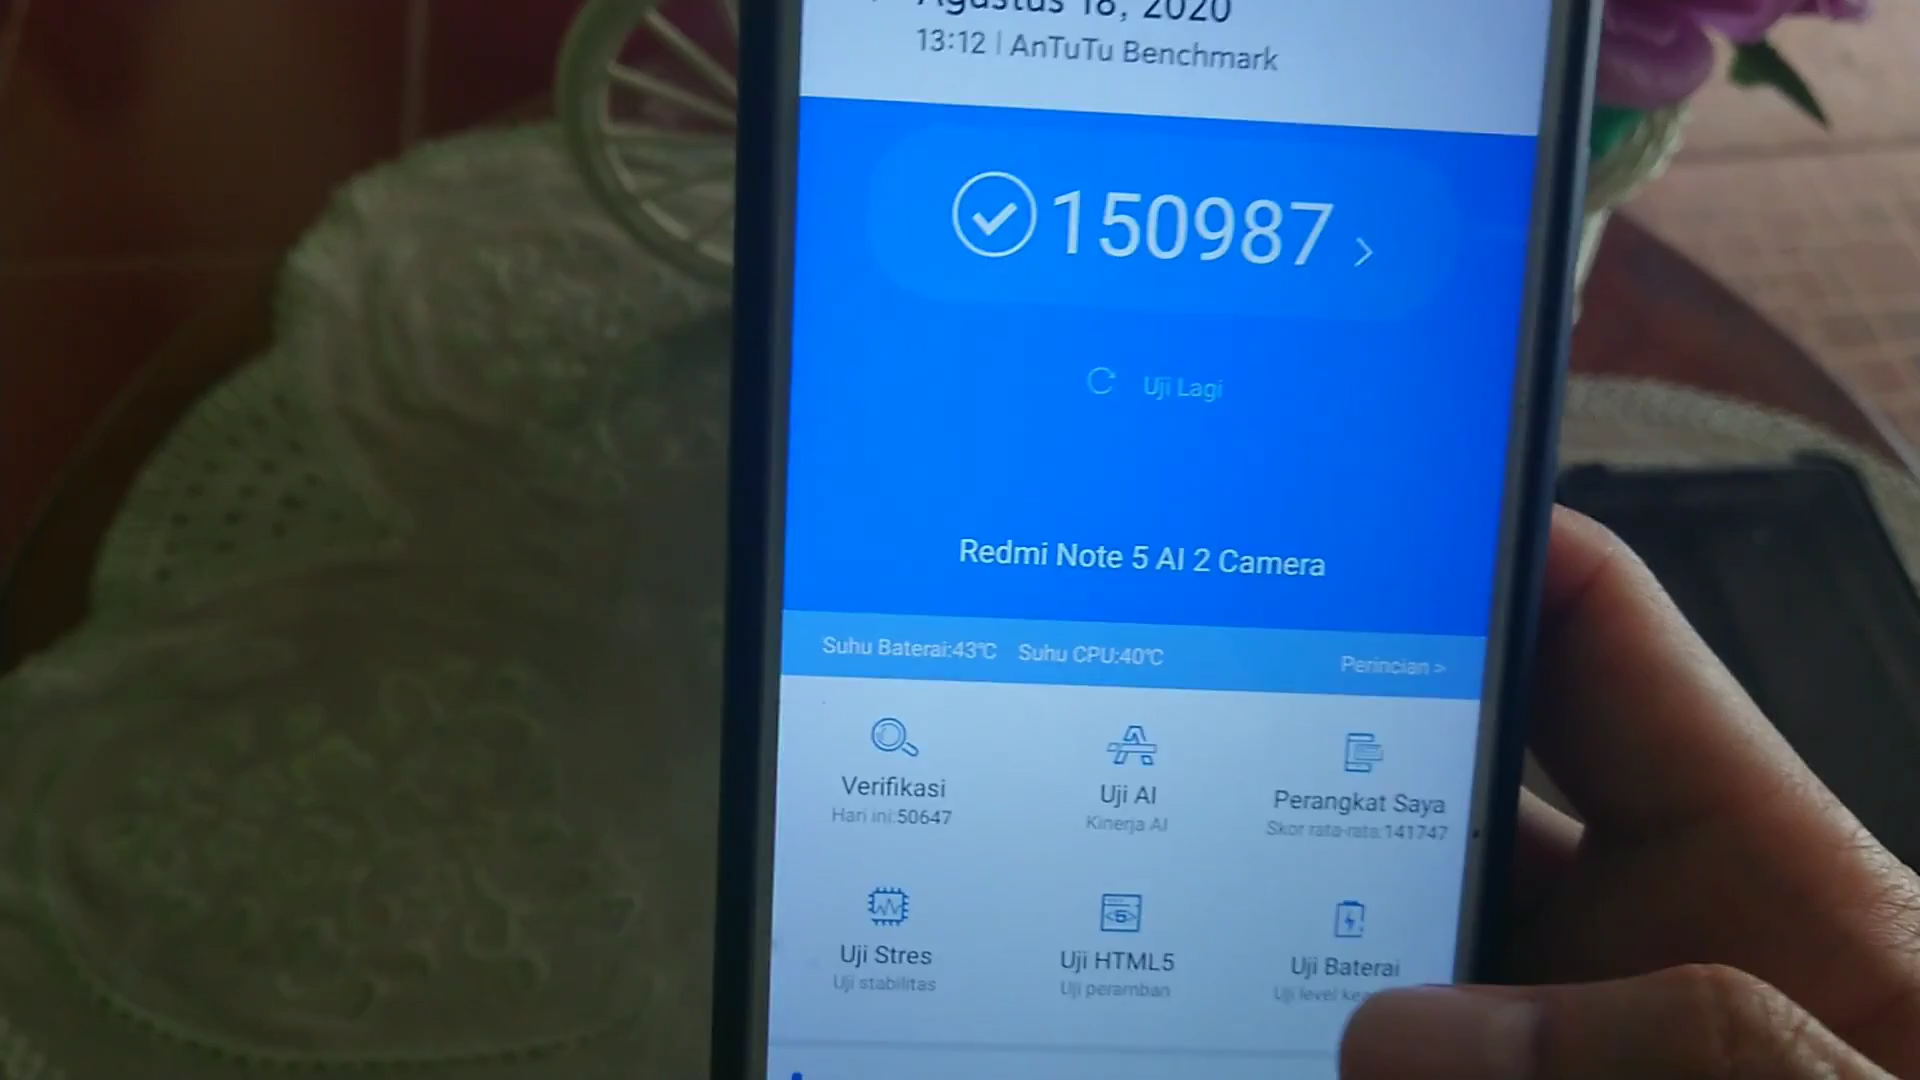 Agustus 18, 2020
13:12 | AnTuTu Benchmark
150987 >
Uji Lagi
Redmi Note 5 AI 2 Camera
Suhu Baterai:43℃ Suhu CPU:40℃ Perincian >
Verifikasi Uji AI Perangkat Saya
Hari ini:50647 Kinerja AI Skor rata-rata:141747
Uji Stres Uji HTML5 Uji Baterai
Uji stabilitas Uji peramban Uji level